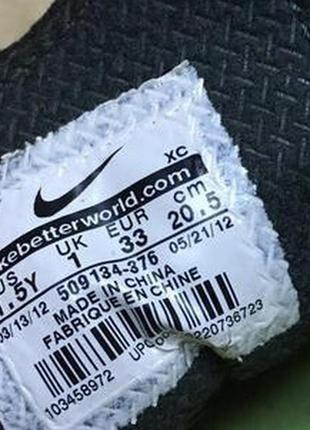 XC
kebetterworld.com
US UK EUR cm
1.5Y 1 33 20.5
509134-376
03/13/12 05/21/12
MADE IN CHINA
FABRIQUE EN CHINE
103458972
220736723